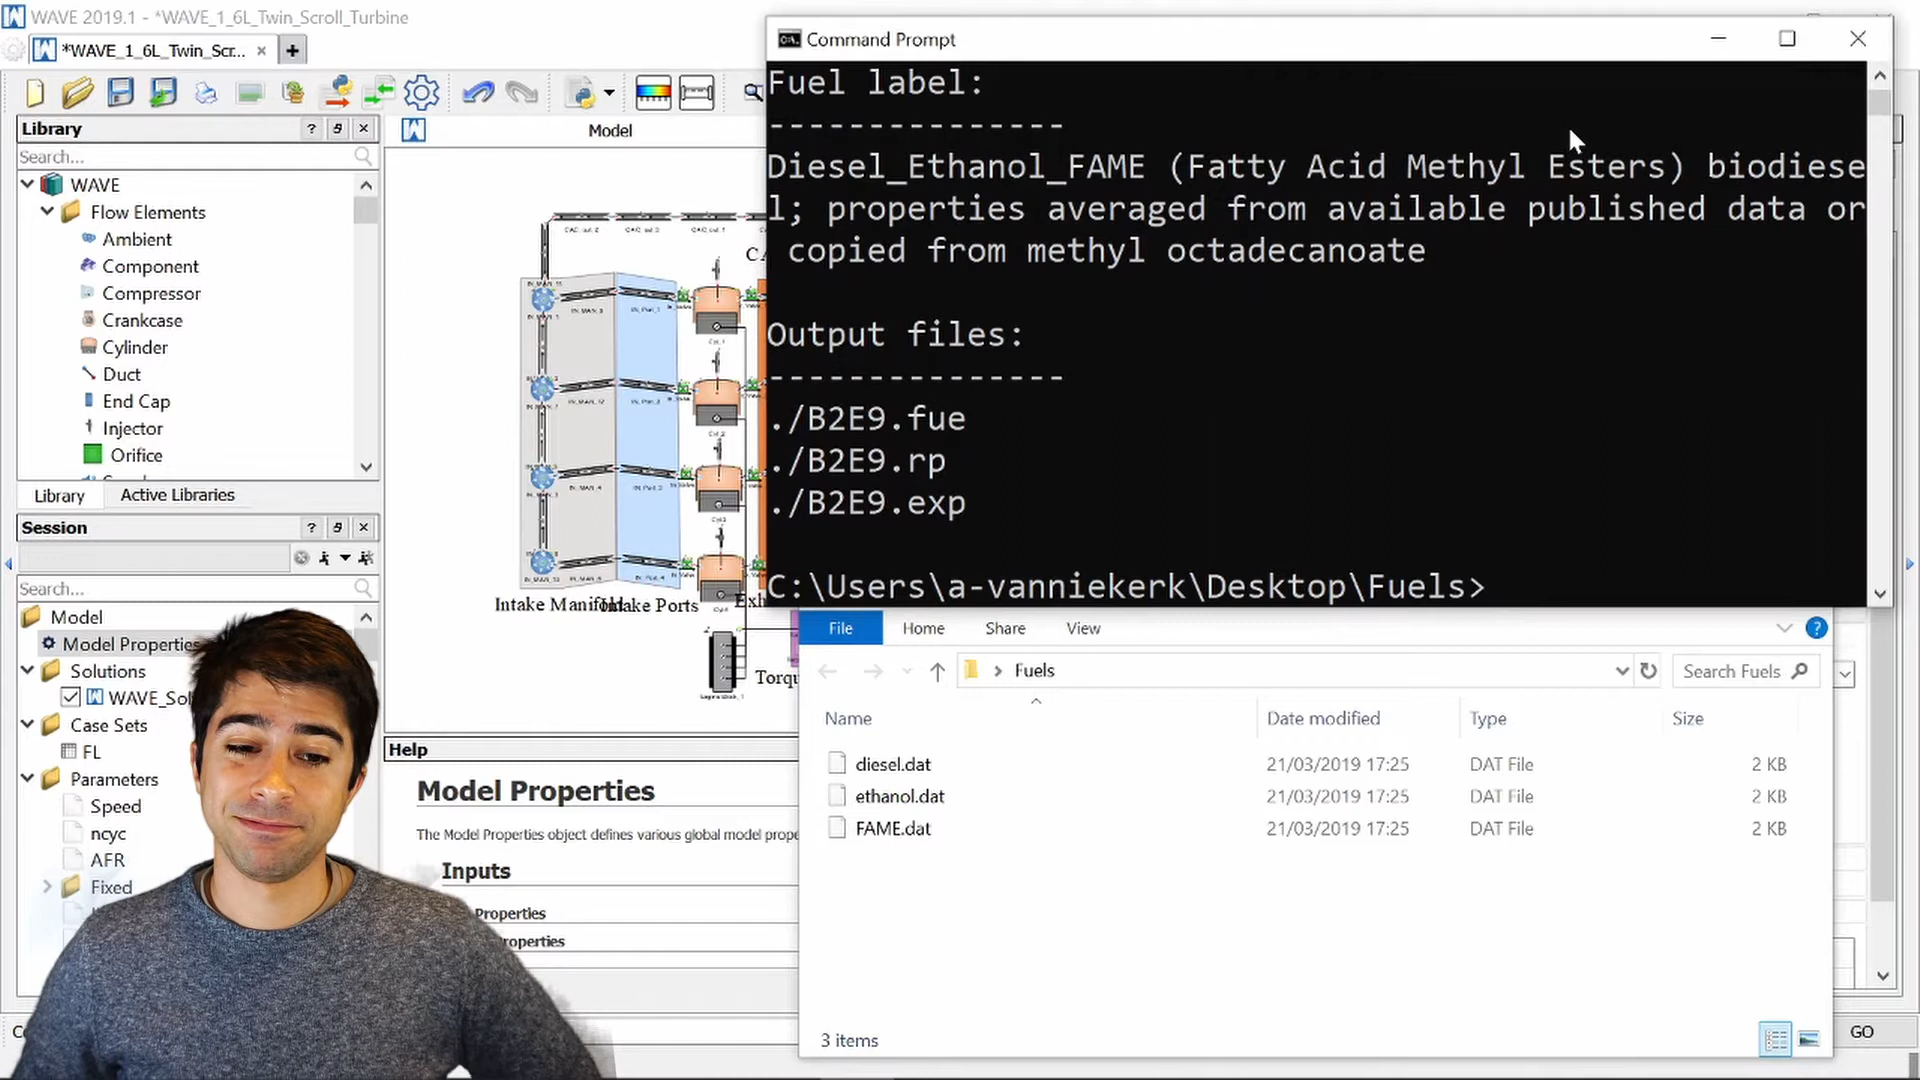 WAVE 2019.1 - *WAVE_1_6L_Twin_Scroll_Turbine
*WAVE_1_6L_Twin_Scr...
Library
Search...
WAVE
Flow Elements
Ambient
Component
Compressor
Crankcase
Cylinder
Duct
End Cap
Injector
Orifice
Library
Active Libraries
Session
Search...
Model
Model Properties
Solutions
WAVE_Sol
Case Sets
FL
Parameters
Speed
ncyc
AFR
Fixed
Model
Intake Manifold
Intake Ports
Exh
Torqu
Help
Model Properties
The Model Properties object defines various global model prope
Inputs
Properties
roperties
Command Prompt
Fuel label:
---------------
Diesel_Ethanol_FAME (Fatty Acid Methyl Esters) biodiese
l; properties averaged from available published data or
copied from methyl octadecanoate
Output files:
---------------
./B2E9.fue
./B2E9.rp
./B2E9.exp
C:\Users\a-vanniekerk\Desktop\Fuels>
File Home Share View
Fuels
Search Fuels
Name Date modified Type Size
diesel.dat 21/03/2019 17:25 DAT File 2 KB
ethanol.dat 21/03/2019 17:25 DAT File 2 KB
FAME.dat 21/03/2019 17:25 DAT File 2 KB
3 items
GO